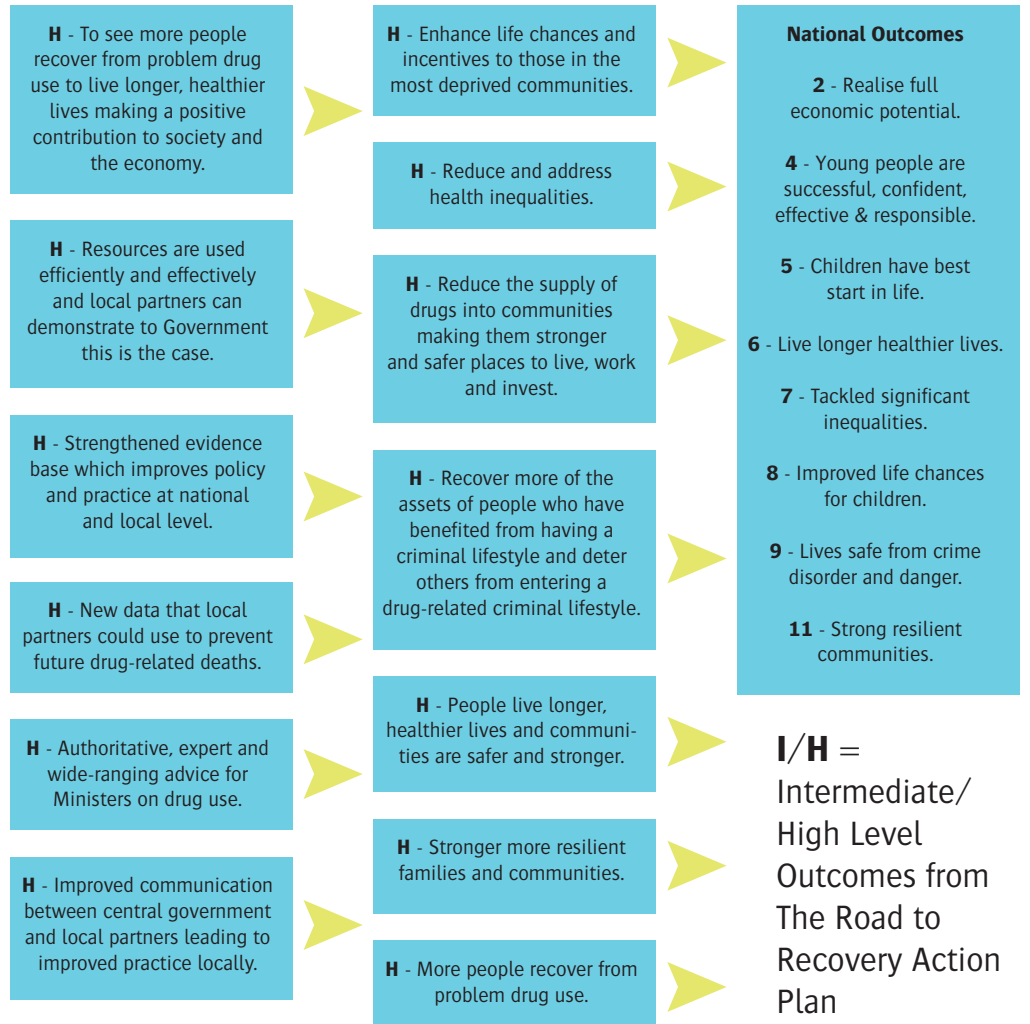 H - To see more people
recover from problem drug
use to live longer, healthier
lives making a positive
contribution to society and
the economy.
H - Resources are used
efficiently and effectively
and local partners can
demonstrate to Government
this is the case.
H - Strengthened evidence
base which improves policy
and practice at national
and local level.
H - New data that local
partners could use to prevent
future drug-related deaths.
H - Authoritative, expert and
wide-ranging advice for
Ministers on drug use.
H - Improved communication
between central government
and local partners leading to
improved practice locally.
H - Enhance life chances and
incentives to those in the
most deprived communities.
H - Reduce and address
health inequalities.
H - Reduce the supply of
drugs into communities
making them stronger
and safer places to live, work
and invest.
H - Recover more of the
assets of people who have
benefited from having a
criminal lifestyle and deter
others from entering a
drug-related criminal lifestyle.
H - People live longer,
healthier lives and communi-
ties are safer and stronger.
H - Stronger more resilient
families and communities.
H - More people recover from
problem drug use.
National Outcomes
2 - Realise full
economic potential.
4 - Young people are
successful, confident,
effective & responsible.
5 - Children have best
start in life.
6 - Live longer healthier lives.
7 - Tackled significant
inequalities.
8 - Improved life chances
for children.
9 - Lives safe from crime
disorder and danger.
11 - Strong resilient
communities.
I/H =
Intermediate/
High Level
Outcomes from
The Road to
Recovery Action
Plan